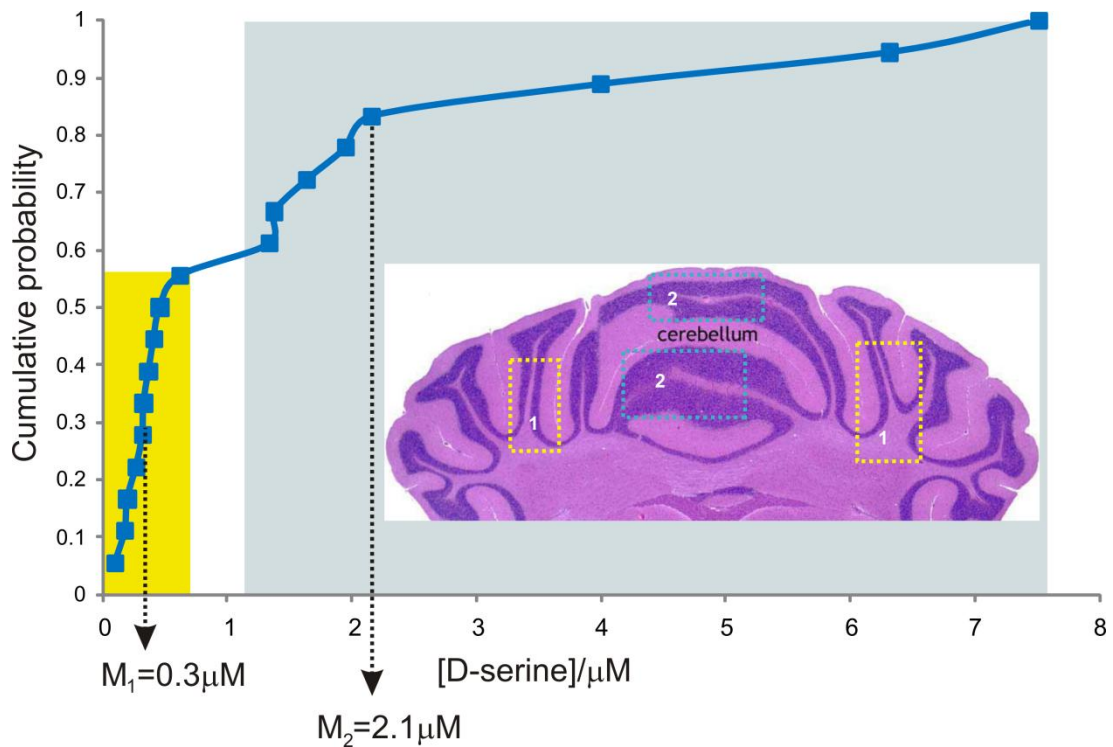 Cumulative probability
1
0.9
0.8
0.7
0.6
0.5
0.4
0.3
0.2
0.1
0
2
cerebellum
2
1
1
0 1 2 3 4 5 6 7 8
M₁=0.3μM
[D-serine]/μM
M₂=2.1μM